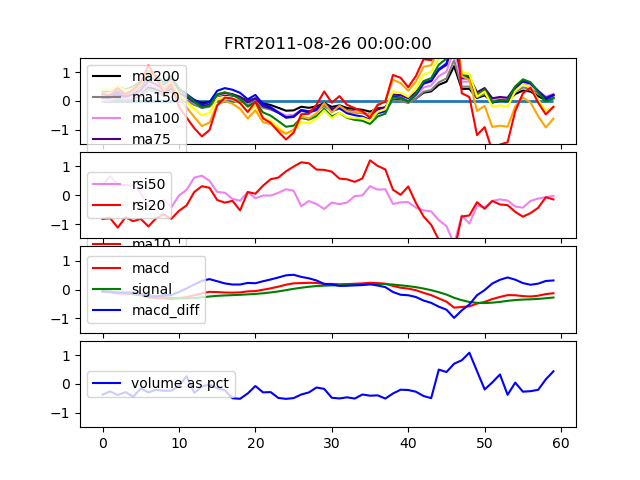 FRT2011-08-26 00:00:00
1
0
−1
ma200
ma150
ma100
ma75
1
0
−1
rsi50
rsi20
ma10
1
0
−1
macd
signal
macd_diff
1
0
−1
volume as pct
0 10 20 30 40 50 60